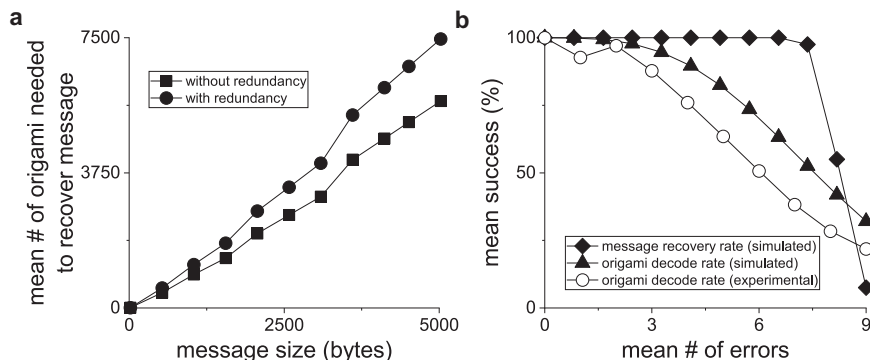 a
mean # of origami needed
to recover message
7500
3750
0
without redundancy
with redundancy
0
2500
5000
message size (bytes)
b
mean success (%)
100
50
0
message recovery rate (simulated)
origami decode rate (simulated)
origami decode rate (experimental)
0
3
6
9
mean # of errors